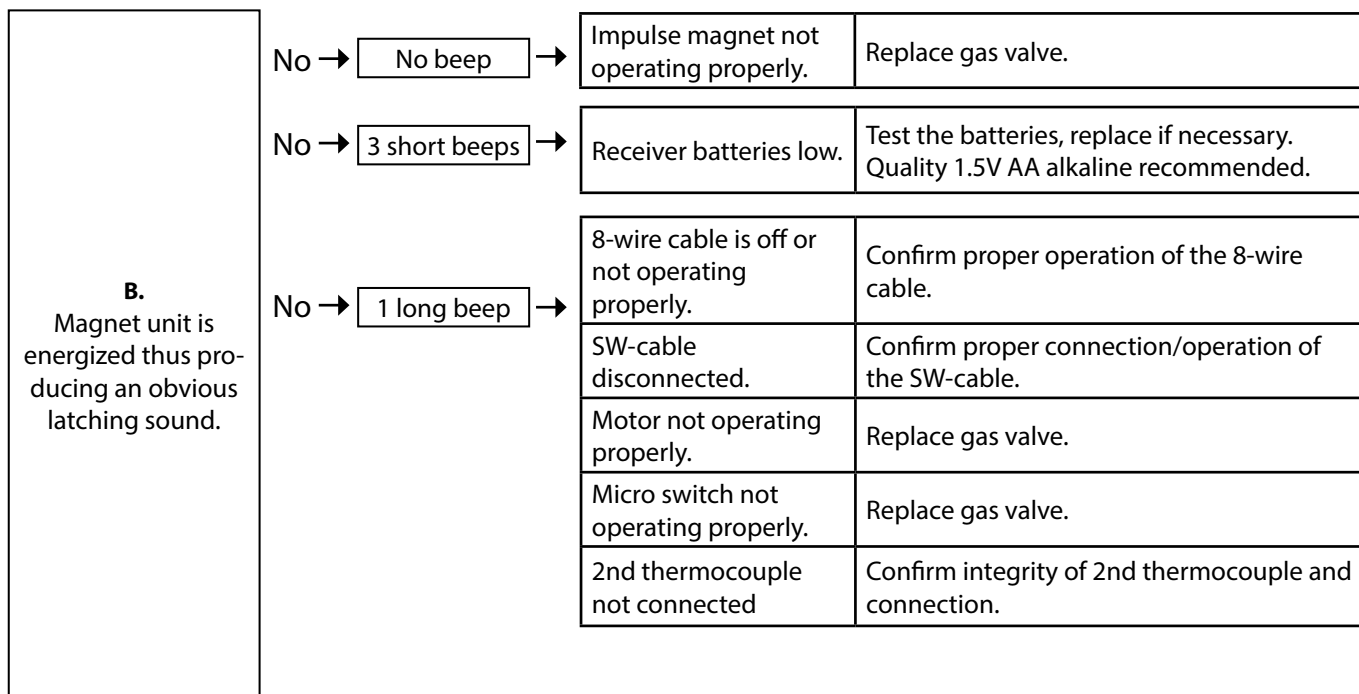 B.
Magnet unit is
energized thus pro-
ducing an obvious
latching sound.
No → No beep →
Impulse magnet not
operating properly.
Replace gas valve.
No → 3 short beeps →
Receiver batteries low.
Test the batteries, replace if necessary.
Quality 1.5V AA alkaline recommended.
No → 1 long beep →
8-wire cable is off or
not operating
properly.
Confirm proper operation of the 8-wire
cable.
SW-cable
disconnected.
Confirm proper connection/operation of
the SW-cable.
Motor not operating
properly.
Replace gas valve.
Micro switch not
operating properly.
Replace gas valve.
2nd thermocouple
not connected
Confirm integrity of 2nd thermocouple and
connection.